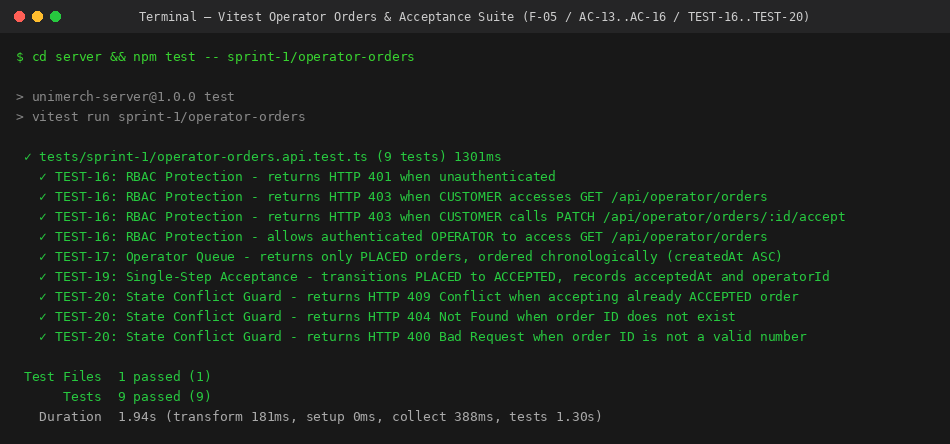 Terminal — Vitest Operator Orders & Acceptance Suite (F-05 / AC-13..AC-16 / TEST-16..TEST-20)
$ cd server && npm test -- sprint-1/operator-orders
> unimerch-server@1.0.0 test
> vitest run sprint-1/operator-orders
✓ tests/sprint-1/operator-orders.api.test.ts (9 tests) 1301ms
✓ TEST-16: RBAC Protection - returns HTTP 401 when unauthenticated
✓ TEST-16: RBAC Protection - returns HTTP 403 when CUSTOMER accesses GET /api/operator/orders
✓ TEST-16: RBAC Protection - returns HTTP 403 when CUSTOMER calls PATCH /api/operator/orders/:id/accept
✓ TEST-16: RBAC Protection - allows authenticated OPERATOR to access GET /api/operator/orders
✓ TEST-17: Operator Queue - returns only PLACED orders, ordered chronologically (createdAt ASC)
✓ TEST-19: Single-Step Acceptance - transitions PLACED to ACCEPTED, records acceptedAt and operatorId
✓ TEST-20: State Conflict Guard - returns HTTP 409 Conflict when accepting already ACCEPTED order
✓ TEST-20: State Conflict Guard - returns HTTP 404 Not Found when order ID does not exist
✓ TEST-20: State Conflict Guard - returns HTTP 400 Bad Request when order ID is not a valid number
Test Files  1 passed (1)
Tests  9 passed (9)
Duration  1.94s (transform 181ms, setup 0ms, collect 388ms, tests 1.30s)